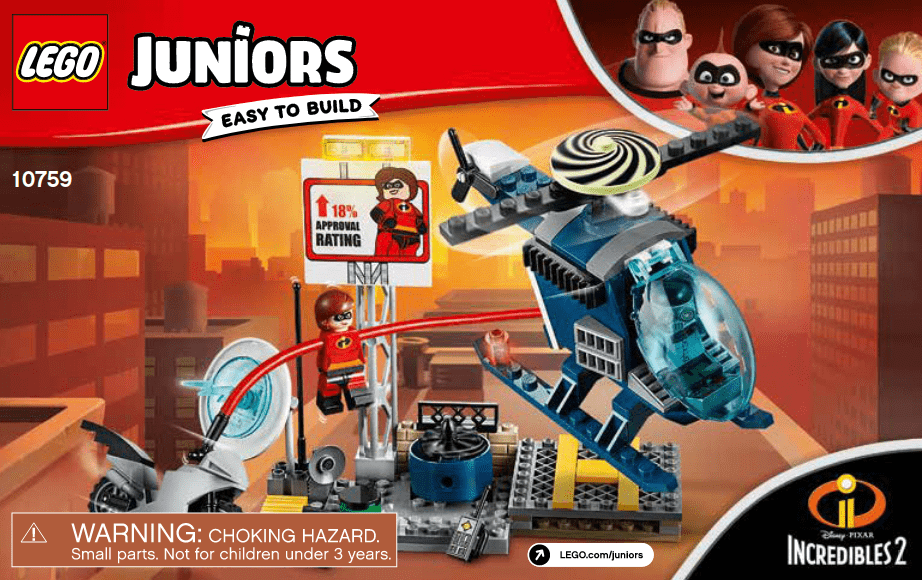 LEGO
JUNIORS
EASY TO BUILD
10759
18%
APPROVAL
RATING
WARNING: CHOKING HAZARD.
Small parts. Not for children under 3 years.
LEGO.com/juniors
Disney · PIXAR
INCREDIBLES 2